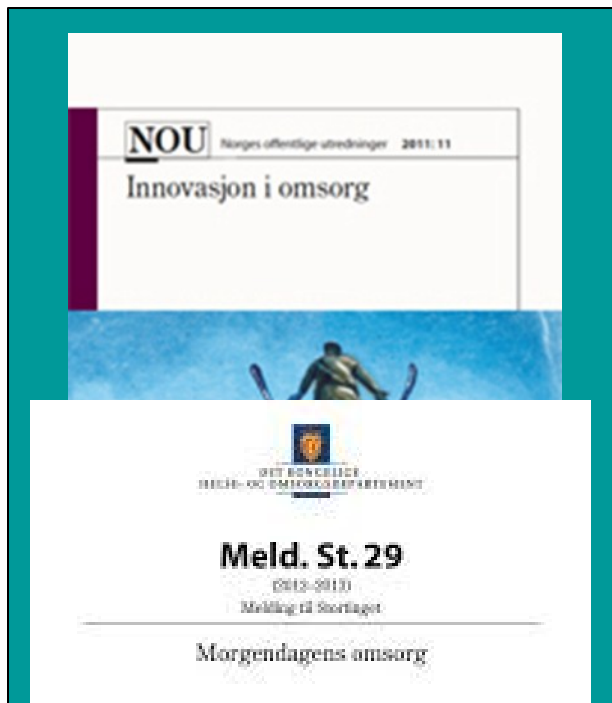 NOU Norges offentlige utredninger 2011: 11
Innovasjon i omsorg
DET KONGELIGE
HELSE- OG OMSORGSDEPARTEMENT
Meld. St. 29
(2012–2013)
Melding til Stortinget
Morgendagens omsorg